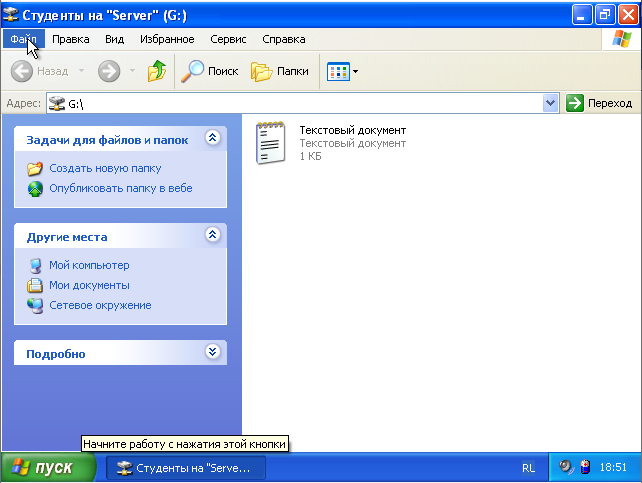 Студенты на "Server" (G:)
Файл Правка Вид Избранное Сервис Справка
Назад Поиск Папки
Адрес: G:\ Переход
Задачи для файлов и папок
Создать новую папку
Опубликовать папку в вебе
Другие места
Мой компьютер
Мои документы
Сетевое окружение
Подробно
Текстовый документ
Текстовый документ
1 КБ
Начните работу с нажатия этой кнопки
пуск Студенты на "Serve... RL 18:51